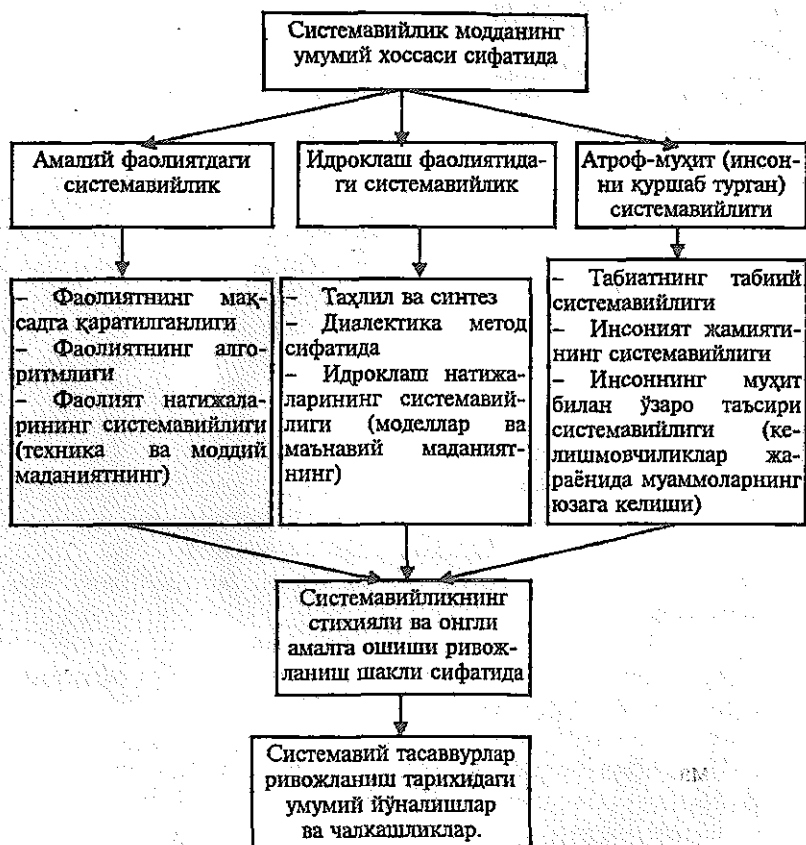 Системавийлик модданинг
умумий хоссаси сифатида
Амалий фаолиятдаги
системавийлик
Идроклаш фаолиятида-
ги системавийлик
Атроф-муҳит (инсон-
ни қуршаб турган)
системавийлиги
– Фаолиятнинг мақ-
садга қаратилганлиги
– Фаолиятнинг алго-
ритмлиги
– Фаолият натижала-
рининг системавийлиги
(техника ва моддий
маданиятнинг)
– Таҳлил ва синтез
– Диалектика метод
сифатида
– Идроклаш натижа-
ларининг системавий-
лиги (моделлар ва
маънавий маданият-
нинг)
– Табиатнинг табиий
системавийлиги
– Инсоният жамияти-
нинг системавийлиги
– Инсоннинг муҳит
билан ўзаро таъсири
системавийлиги (ке-
лишмовчиликлар жа-
раёнида муаммоларнинг
юзага келиши)
Системавийликнинг
стихияли ва онгли
амалга ошиши ривож-
ланиш шакли сифатида
Системавий тасаввурлар
ривожланиш тарихидаги
умумий йўналишлар
ва чалкашликлар.